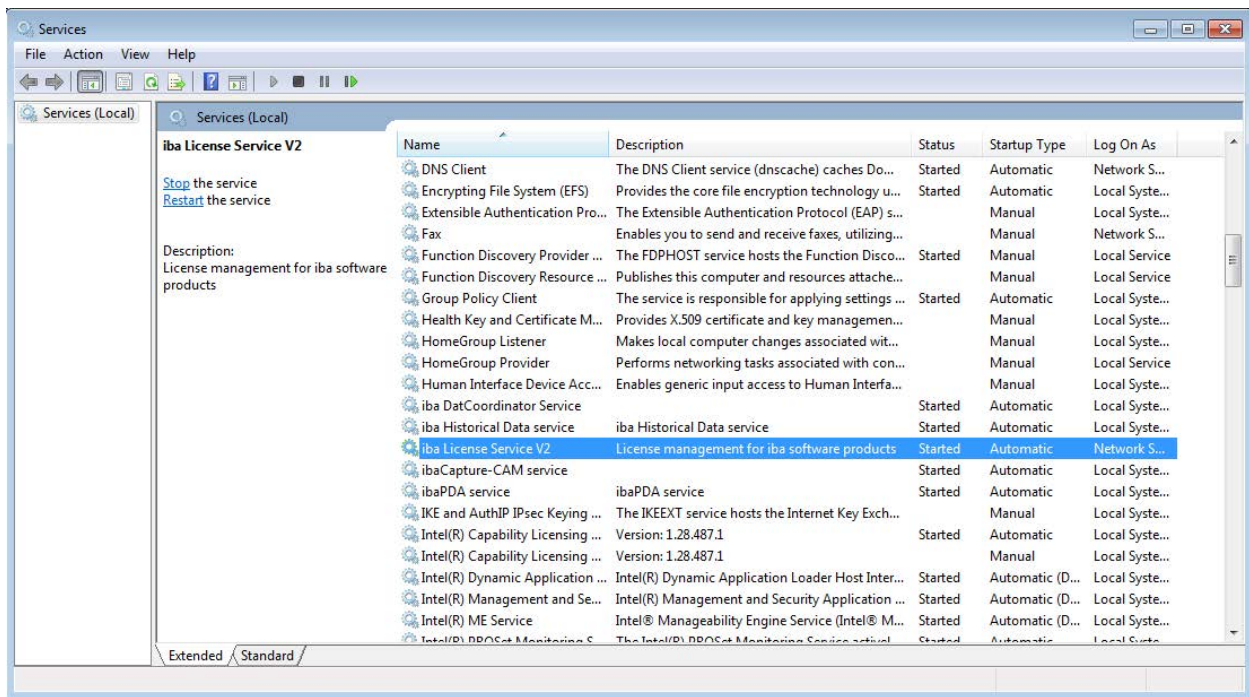 Services
File Action View Help
Services (Local)
Services (Local)
iba License Service V2
Stop the service
Restart the service
Description:
License management for iba software
products
Name Description Status Startup Type Log On As
DNS Client The DNS Client service (dnscache) caches Do... Started Automatic Network S...
Encrypting File System (EFS) Provides the core file encryption technology u... Started Automatic Local Syste...
Extensible Authentication Pro... The Extensible Authentication Protocol (EAP) s... Manual Local Syste...
Fax Enables you to send and receive faxes, utilizing... Manual Network S...
Function Discovery Provider ... The FDPHOST service hosts the Function Disco... Started Manual Local Service
Function Discovery Resource ... Publishes this computer and resources attache... Manual Local Service
Group Policy Client The service is responsible for applying settings ... Started Automatic Local Syste...
Health Key and Certificate M... Provides X.509 certificate and key managemen... Manual Local Syste...
HomeGroup Listener Makes local computer changes associated wit... Manual Local Syste...
HomeGroup Provider Performs networking tasks associated with con... Manual Local Service
Human Interface Device Acc... Enables generic input access to Human Interfa... Manual Local Syste...
iba DatCoordinator Service Started Automatic Local Syste...
iba Historical Data service iba Historical Data service Started Automatic Local Syste...
iba License Service V2 License management for iba software products Started Automatic Network S...
ibaCapture-CAM service Started Automatic Local Syste...
ibaPDA service ibaPDA service Started Automatic Local Syste...
IKE and AuthIP IPsec Keying ... The IKEEXT service hosts the Internet Key Exch... Manual Local Syste...
Intel(R) Capability Licensing ... Version: 1.28.487.1 Started Automatic Local Syste...
Intel(R) Capability Licensing ... Version: 1.28.487.1 Manual Local Syste...
Intel(R) Dynamic Application ... Intel(R) Dynamic Application Loader Host Inter... Started Automatic (D... Local Syste...
Intel(R) Management and Se... Intel(R) Management and Security Application ... Started Automatic (D... Local Syste...
Intel(R) ME Service Intel® Manageability Engine Service (Intel® M... Started Automatic (D... Local Syste...
Intel(R) PROSet Monitoring S... The Intel(R) PROSet Monitoring Service activel... Started Automatic Local Syste...
Extended Standard